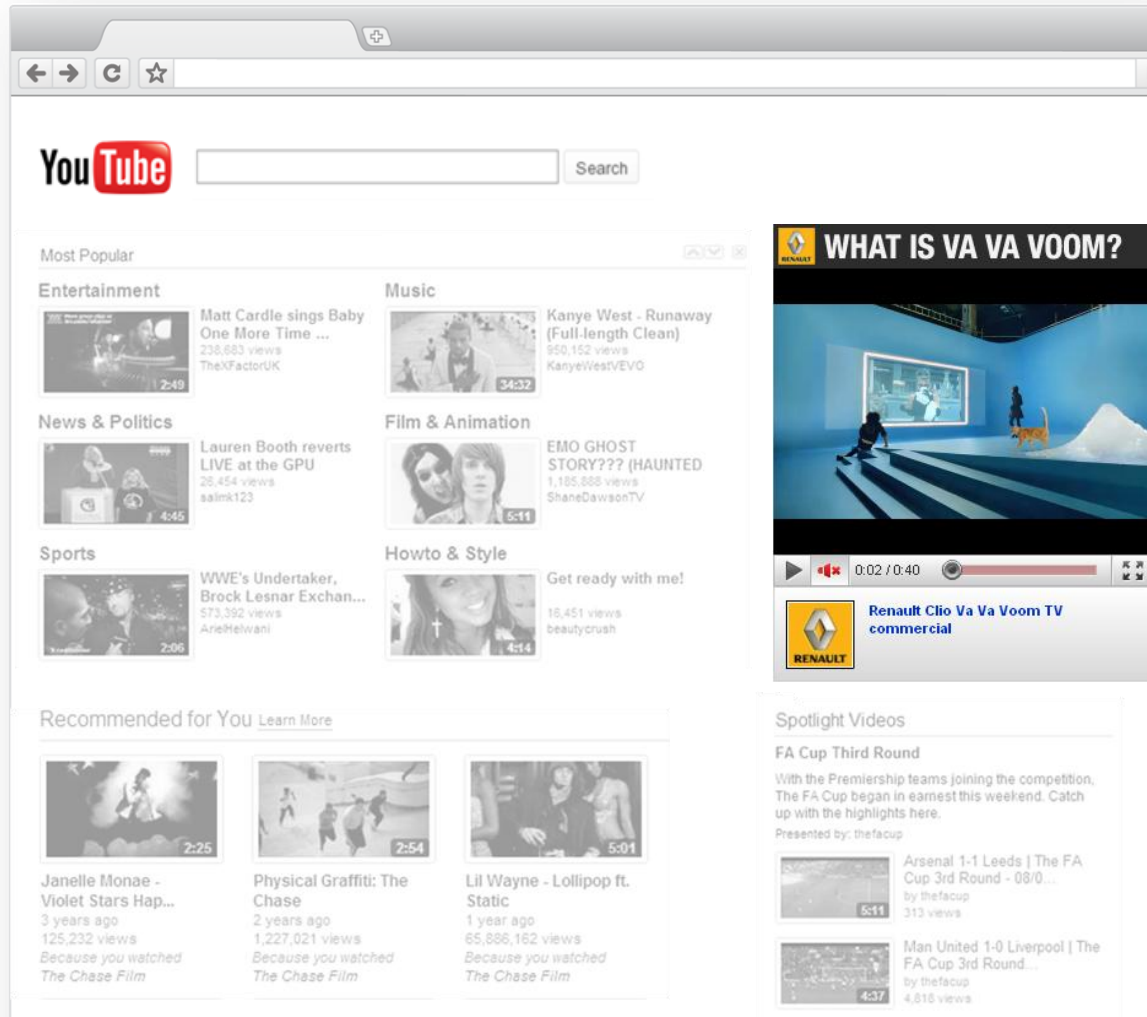 You Tube
Search
Most Popular
Entertainment
Matt Cardle sings Baby
One More Time ...
238,683 views
TheXFactorUK
2:49
Music
Kanye West - Runaway
(Full-length Clean)
950,152 views
KanyeWestVEVO
34:32
News & Politics
Lauren Booth reverts
LIVE at the GPU
26,454 views
salimk123
4:45
Film & Animation
EMO GHOST
STORY??? (HAUNTED
1,185,888 views
ShaneDawsonTV
5:11
Sports
WWE's Undertaker,
Brock Lesnar Exchan...
573,392 views
ArielHelwani
2:06
Howto & Style
Get ready with me!
16,451 views
beautycrush
4:14
RENAULT
WHAT IS VA VA VOOM?
0:02 / 0:40
RENAULT
Renault Clio Va Va Voom TV
commercial
Recommended for You Learn More
2:25
Janelle Monae -
Violet Stars Hap...
3 years ago
125,232 views
Because you watched
The Chase Film
2:54
Physical Graffiti: The
Chase
2 years ago
1,227,021 views
Because you watched
The Chase Film
5:01
Lil Wayne - Lollipop ft.
Static
1 year ago
65,886,162 views
Because you watched
The Chase Film
Spotlight Videos
FA Cup Third Round
With the Premiership teams joining the competition,
The FA Cup began in earnest this weekend. Catch
up with the highlights here.
Presented by: thefacup
5:11
Arsenal 1-1 Leeds | The FA
Cup 3rd Round - 08/0...
by thefacup
313 views
4:37
Man United 1-0 Liverpool | The
FA Cup 3rd Round...
by thefacup
4,818 views